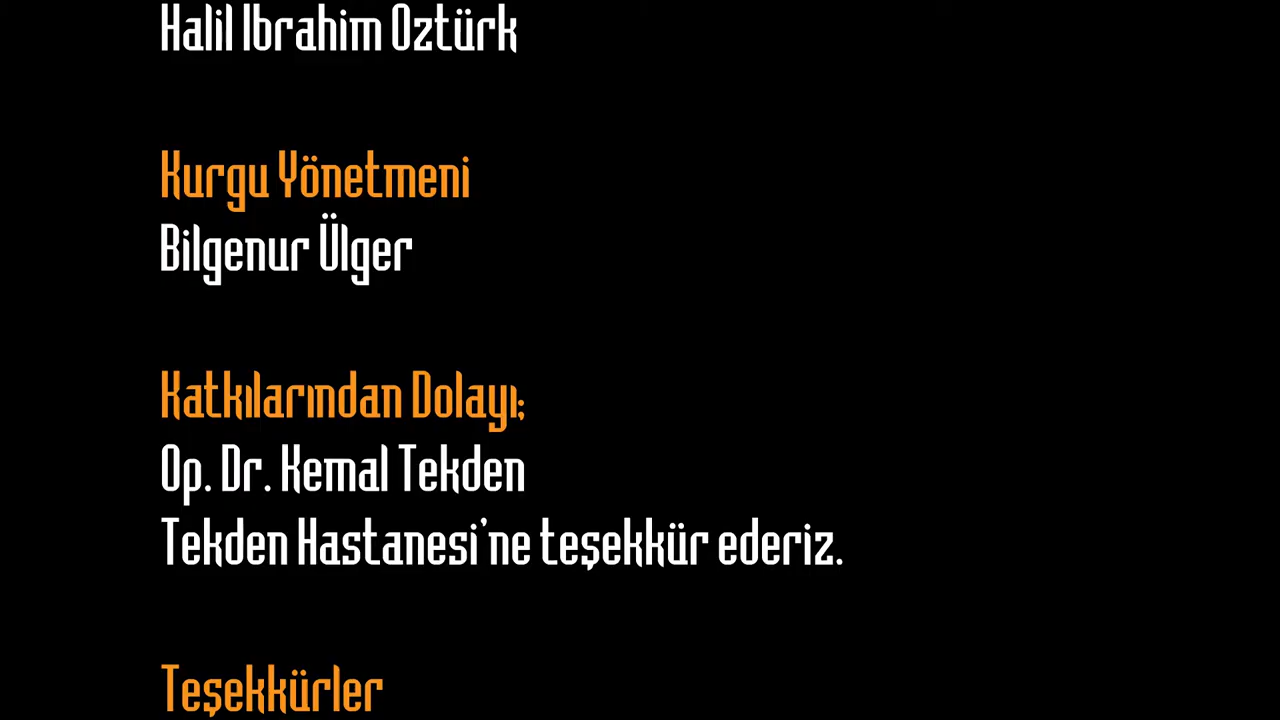 Halil Ibrahim Oztürk
Kurgu Yönetmeni
Bilgenur Ülger
Katkılarından Dolayı;
Op. Dr. Kemal Tekden
Tekden Hastanesi'ne teşekkür ederiz.
Teşekkürler